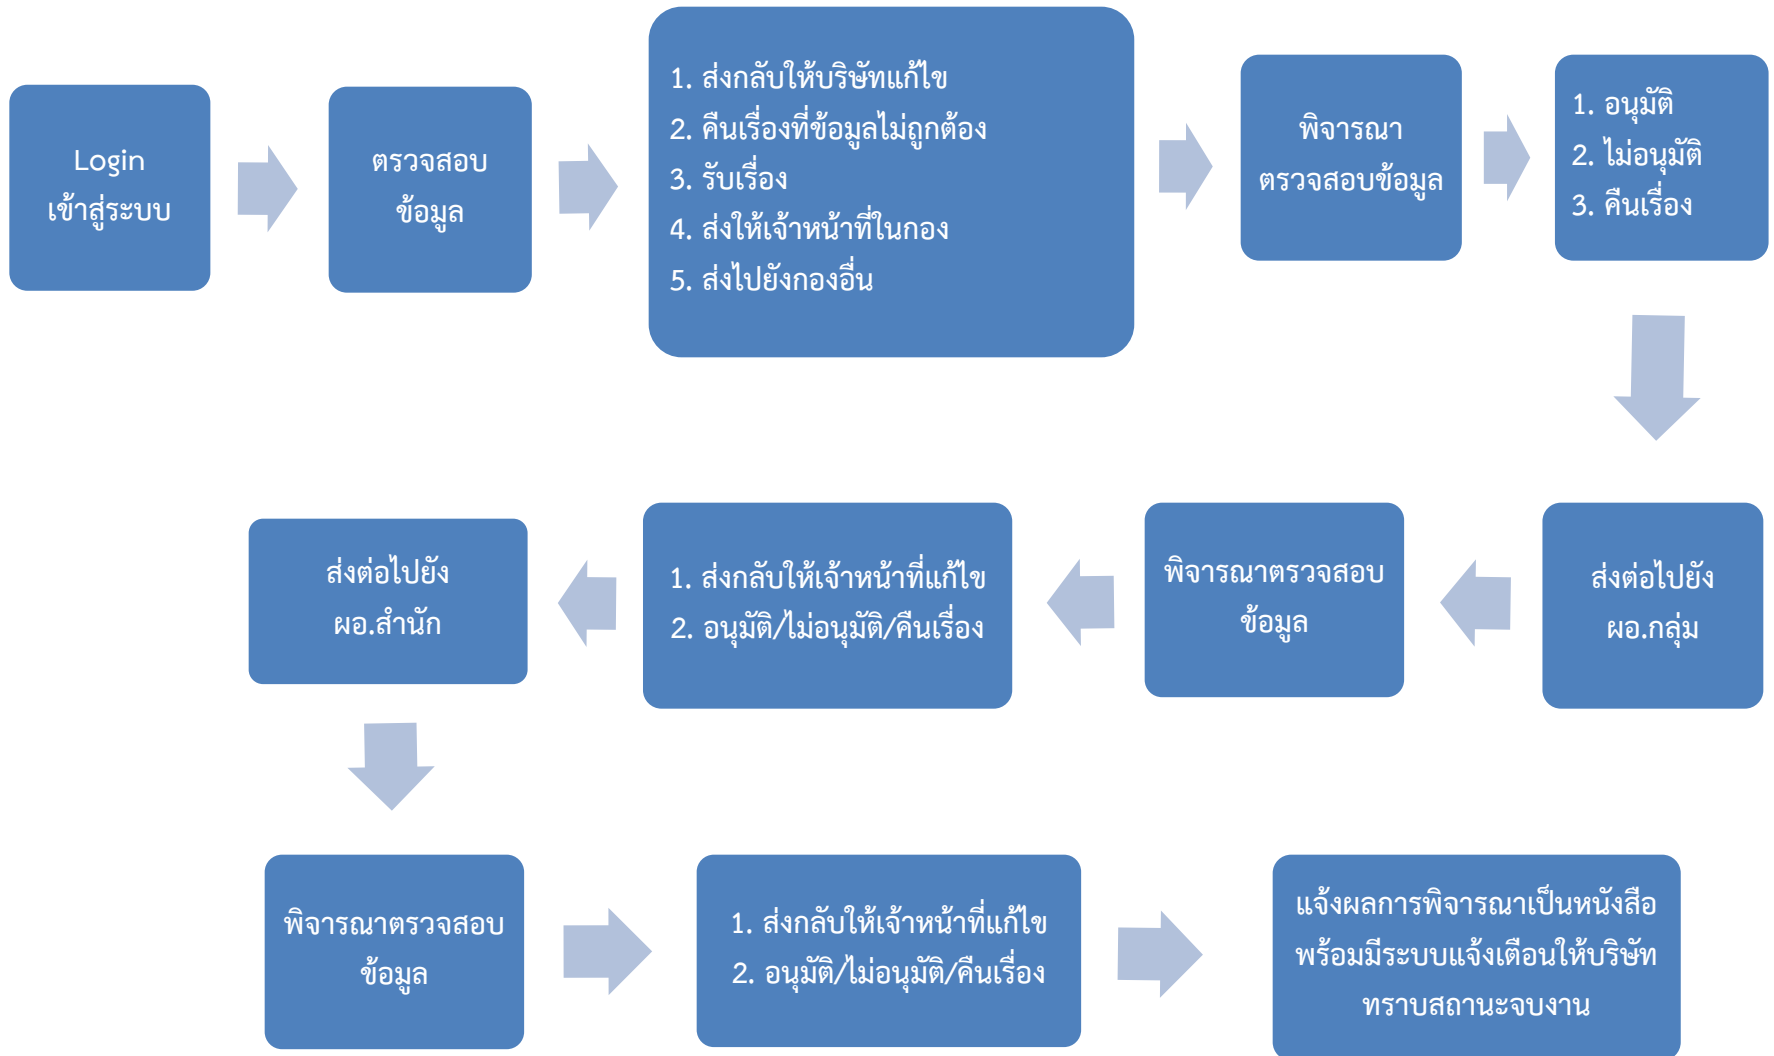 Login
เข้าสู่ระบบ
ตรวจสอบ
ข้อมูล
1. ส่งกลับให้บริษัทแก้ไข
2. คืนเรื่องที่ข้อมูลไม่ถูกต้อง
3. รับเรื่อง
4. ส่งให้เจ้าหน้าที่ในกอง
5. ส่งไปยังกองอื่น
พิจารณา
ตรวจสอบข้อมูล
1. อนุมัติ
2. ไม่อนุมัติ
3. คืนเรื่อง
ส่งต่อไปยัง
ผอ.กลุ่ม
พิจารณาตรวจสอบ
ข้อมูล
1. ส่งกลับให้เจ้าหน้าที่แก้ไข
2. อนุมัติ/ไม่อนุมัติ/คืนเรื่อง
ส่งต่อไปยัง
ผอ.สำนัก
พิจารณาตรวจสอบ
ข้อมูล
1. ส่งกลับให้เจ้าหน้าที่แก้ไข
2. อนุมัติ/ไม่อนุมัติ/คืนเรื่อง
แจ้งผลการพิจารณาเป็นหนังสือ
พร้อมมีระบบแจ้งเตือนให้บริษัท
ทราบสถานะจบงาน